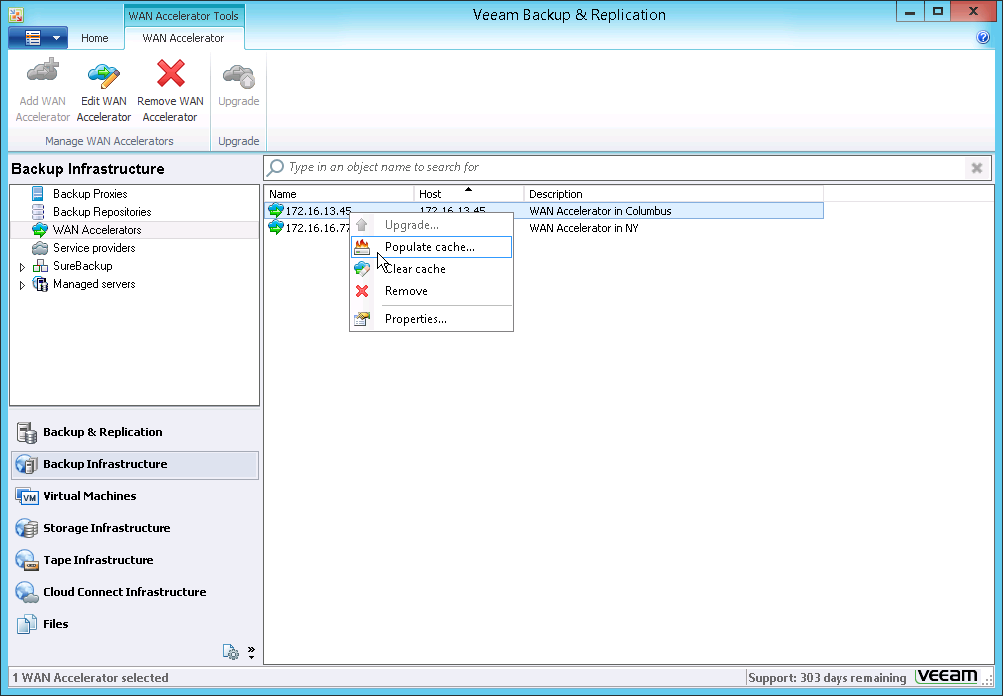 WAN Accelerator Tools
Veeam Backup & Replication
Home
WAN Accelerator
Add WAN Accelerator
Edit WAN Accelerator
Remove WAN Accelerator
Upgrade
Manage WAN Accelerators
Upgrade
Backup Infrastructure
Type in an object name to search for
Backup Proxies
Backup Repositories
WAN Accelerators
Service providers
SureBackup
Managed servers
Name
Host
Description
172.16.13.45
172.16.13.45
WAN Accelerator in Columbus
172.16.16.77
WAN Accelerator in NY
Upgrade...
Populate cache...
Clear cache
Remove
Properties...
Backup & Replication
Backup Infrastructure
VM
Virtual Machines
Storage Infrastructure
Tape Infrastructure
Cloud Connect Infrastructure
Files
1 WAN Accelerator selected
Support: 303 days remaining
veeam